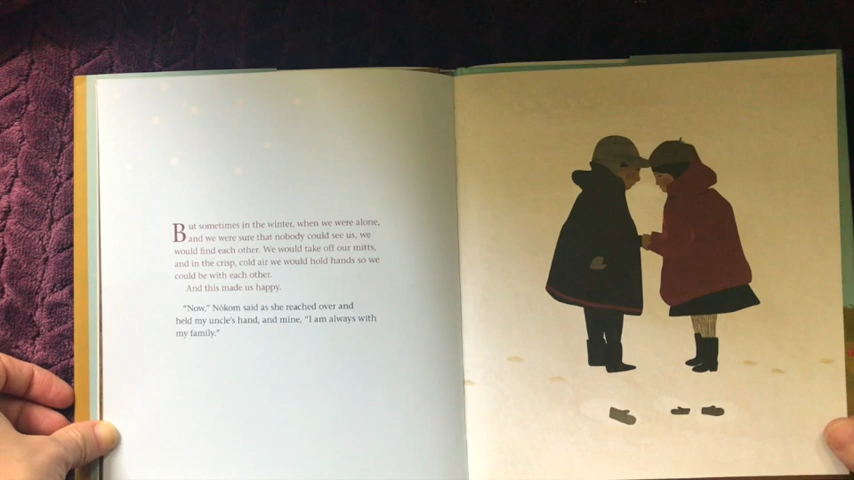 But sometimes in the winter, when we were alone,
and we were sure that nobody could see us, we
would find each other. We would take off our mitts,
and in the crisp, cold air we would hold hands so we
could be with each other.
And this made us happy.
“Now,” Nókom said as she reached over and
held my uncle’s hand, and mine, “I am always with
my family.”